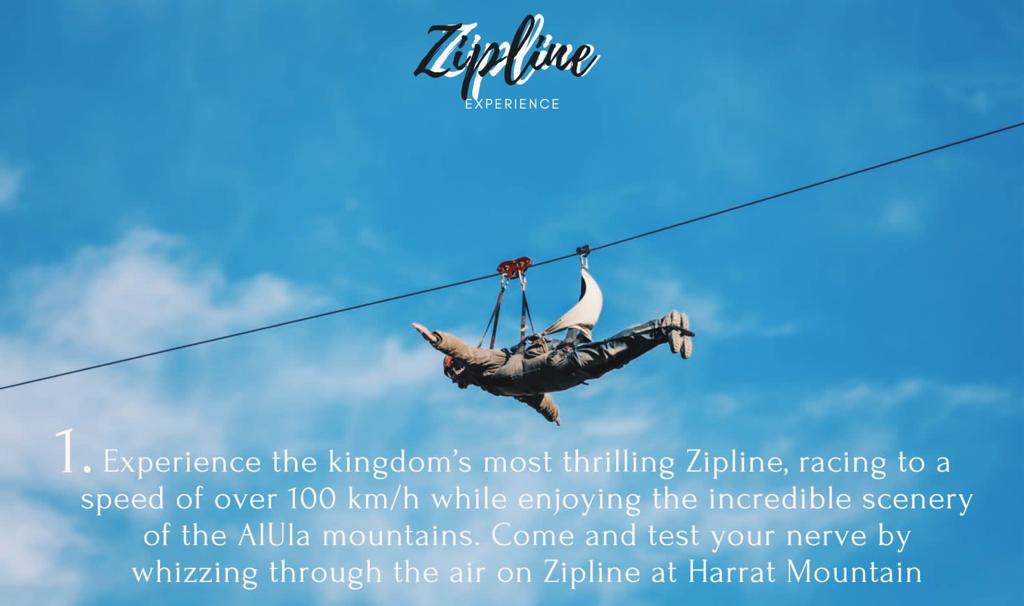 Zipline
EXPERIENCE
1. Experience the kingdom’s most thrilling Zipline, racing to a
speed of over 100 km/h while enjoying the incredible scenery
of the AlUla mountains. Come and test your nerve by
whizzing through the air on Zipline at Harrat Mountain